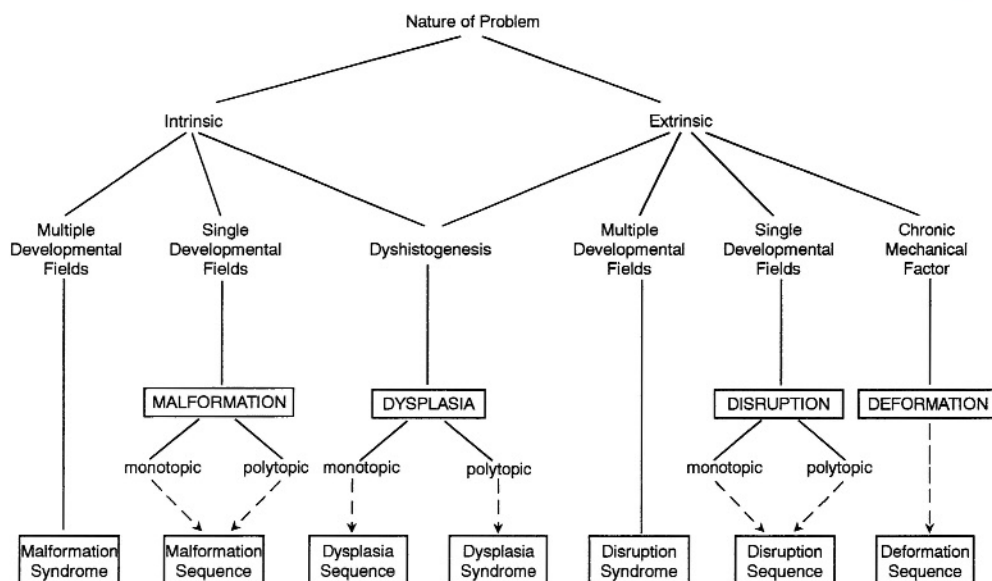 Nature of Problem
Intrinsic
Extrinsic
Multiple
Developmental
Fields
Single
Developmental
Fields
Dyshistogenesis
Multiple
Developmental
Fields
Single
Developmental
Fields
Chronic
Mechanical
Factor
MALFORMATION
DYSPLASIA
DISRUPTION
DEFORMATION
monotopic
polytopic
monotopic
polytopic
monotopic
polytopic
Malformation
Syndrome
Malformation
Sequence
Dysplasia
Sequence
Dysplasia
Syndrome
Disruption
Syndrome
Disruption
Sequence
Deformation
Sequence